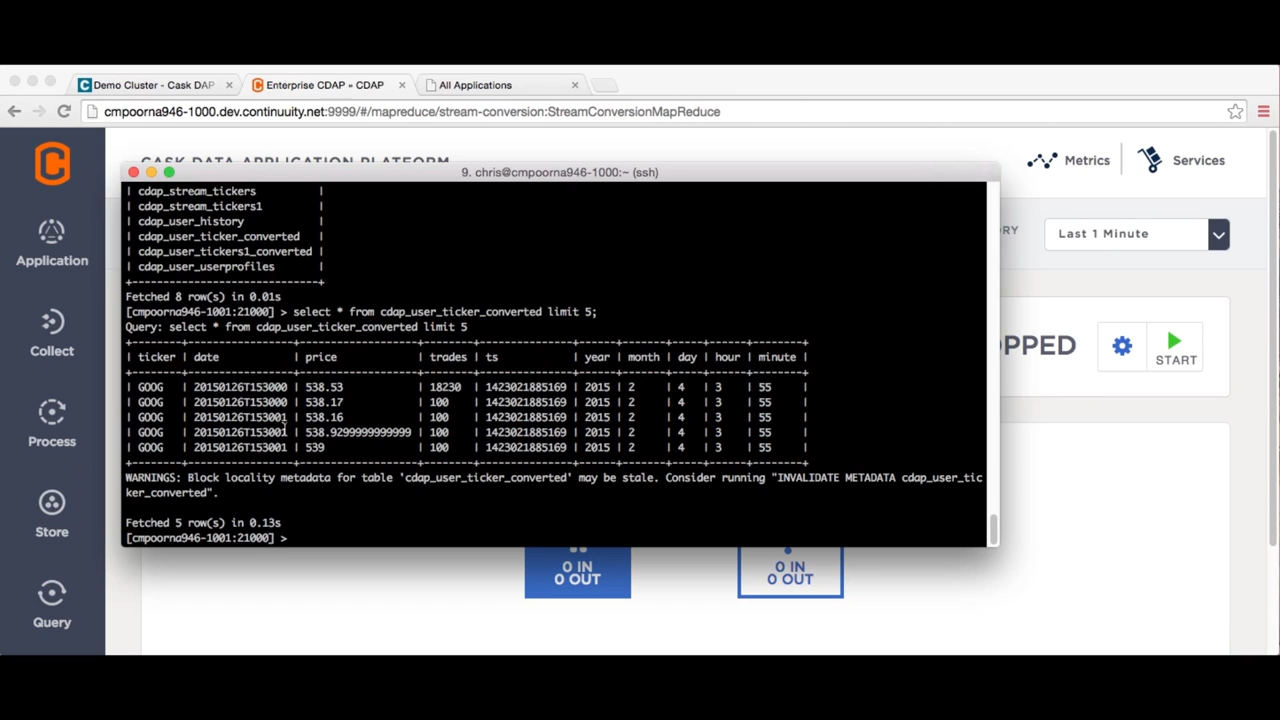 Demo Cluster - Cask DAP
Enterprise CDAP » CDAP
All Applications
cmpoorna946-1000.dev.continuuity.net:9999/#/mapreduce/stream-conversion:StreamConversionMapReduce
CASK DATA APPLICATION PLATFORM
Metrics
Services
9. chris@cmpoorna946-1000:~ (ssh)
| cdap_stream_tickers |
| cdap_stream_tickers1 |
| cdap_user_history |
| cdap_user_ticker_converted |
| cdap_user_tickers1_converted |
| cdap_user_userprofiles |
+------------------------------+
Fetched 8 row(s) in 0.01s
[cmpoorna946-1001:21000] > select * from cdap_user_ticker_converted limit 5;
Query: select * from cdap_user_ticker_converted limit 5
+--------+-----------------+-------------------+--------+---------------+------+-------+-----+------+--------+
| ticker | date | price | trades | ts | year | month | day | hour | minute |
+--------+-----------------+-------------------+--------+---------------+------+-------+-----+------+--------+
| GOOG | 20150126T153000 | 538.53 | 18230 | 1423021885169 | 2015 | 2 | 4 | 3 | 55 |
| GOOG | 20150126T153000 | 538.17 | 100 | 1423021885169 | 2015 | 2 | 4 | 3 | 55 |
| GOOG | 20150126T153001 | 538.16 | 100 | 1423021885169 | 2015 | 2 | 4 | 3 | 55 |
| GOOG | 20150126T153001 | 538.9299999999999 | 100 | 1423021885169 | 2015 | 2 | 4 | 3 | 55 |
| GOOG | 20150126T153001 | 539 | 100 | 1423021885169 | 2015 | 2 | 4 | 3 | 55 |
+--------+-----------------+-------------------+--------+---------------+------+-------+-----+------+--------+
WARNINGS: Block locality metadata for table 'cdap_user_ticker_converted' may be stale. Consider running "INVALIDATE METADATA cdap_user_tic
ker_converted".
Fetched 5 row(s) in 0.13s
[cmpoorna946-1001:21000] >
Application
Collect
Process
Store
Query
RY
Last 1 Minute
OPPED
START
0 IN
0 OUT
0 IN
0 OUT